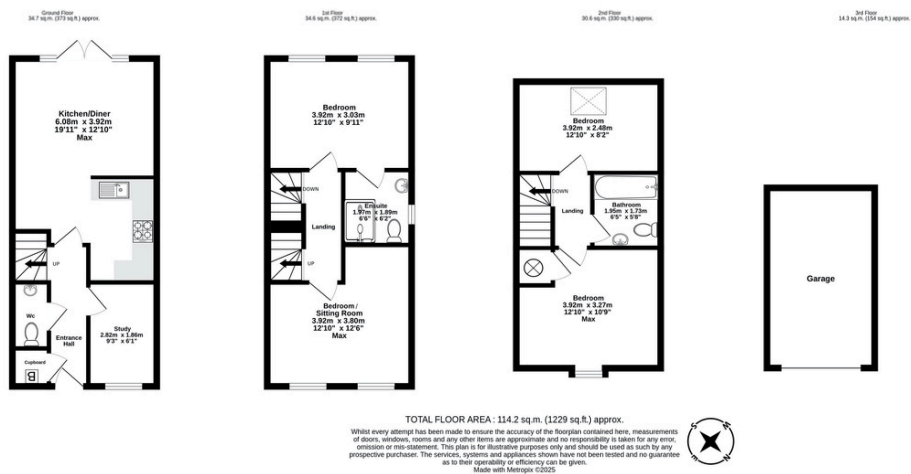 Ground Floor
34.7 sq.m. (373 sq.ft.) approx.
1st Floor
34.6 sq.m. (372 sq.ft.) approx.
2nd Floor
30.6 sq.m. (330 sq.ft.) approx.
3rd Floor
14.3 sq.m. (154 sq.ft.) approx.
Kitchen/Diner
6.08m x 3.92m
19'11" x 12'10"
Max
UP
Wc
Entrance
Hall
Study
2.82m x 1.86m
9'3" x 6'1"
Cupboard
B
Bedroom
3.92m x 3.03m
12'10" x 9'11"
DOWN
Ensuite
1.97m x 1.89m
6'6" x 6'2"
Landing
UP
Bedroom /
Sitting Room
3.92m x 3.80m
12'10" x 12'6"
Max
Bedroom
3.92m x 2.48m
12'10" x 8'2"
DOWN
Landing
Bathroom
1.95m x 1.73m
6'5" x 5'8"
Bedroom
3.92m x 3.27m
12'10" x 10'9"
Max
Garage
TOTAL FLOOR AREA : 114.2 sq.m. (1229 sq.ft.) approx.
Whilst every attempt has been made to ensure the accuracy of the floorplan contained here, measurements
of doors, windows, rooms and any other items are approximate and no responsibility is taken for any error,
omission or mis-statement. This plan is for illustrative purposes only and should be used as such by any
prospective purchaser. The services, systems and appliances shown have not been tested and no guarantee
as to their operability or efficiency can be given.
Made with Metropix ©2025